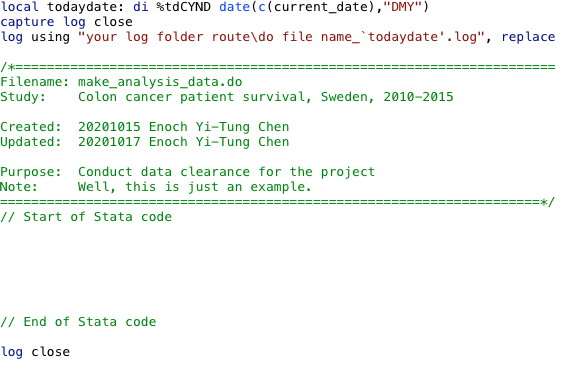 local todaydate: di %tdCYND date(c(current_date),"DMY")
capture log close
log using "your log folder route\do file name_`todaydate'.log", replace
/*=====================================================================
Filename: make_analysis_data.do
Study:    Colon cancer patient survival, Sweden, 2010-2015
Created:  20201015 Enoch Yi-Tung Chen
Updated:  20201017 Enoch Yi-Tung Chen
Purpose:  Conduct data clearance for the project
Note:     Well, this is just an example.
=====================================================================*/
// Start of Stata code
// End of Stata code
log close